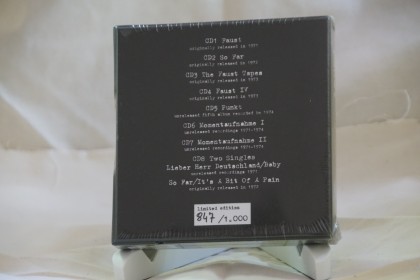 CD1 Faust
originally released in 1971
CD2 So Far
originally released in 1972
CD3 The Faust Tapes
originally released in 1973
CD4 Faust IV
originally released in 1973
CD5 Punkt
unreleased fifth album recorded in 1974
CD6 Momentaufnahme I
unreleased recordings 1971-1974
CD7 Momentaufnahme II
unreleased recordings 1971-1974
CD8 Two Singles
Lieber Herr Deutschland/Baby
unreleased recordings 1971
So Far/It's A Bit Of A Pain
originally released in 1972
limited edition
847/1.000